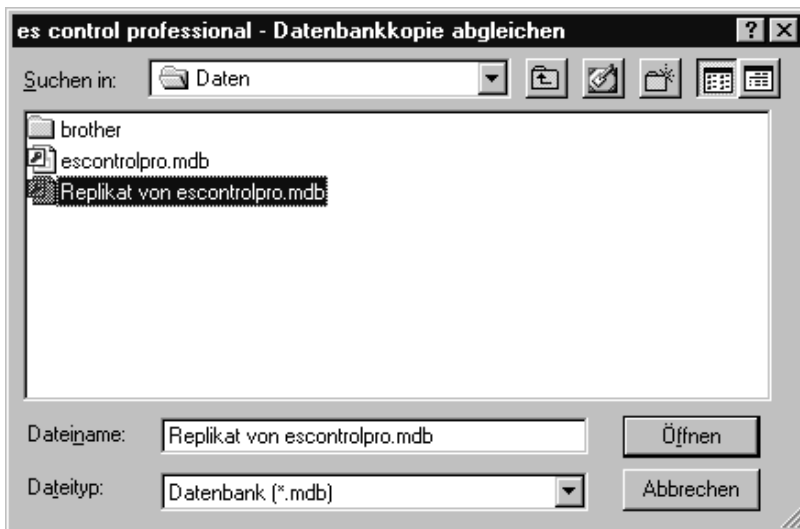 es control professional - Datenbankkopie abgleichen
Suchen in: Daten
brother
escontrolpro.mdb
Replikat von escontrolpro.mdb
Dateiname: Replikat von escontrolpro.mdb Öffnen
Dateityp: Datenbank (*.mdb) Abbrechen